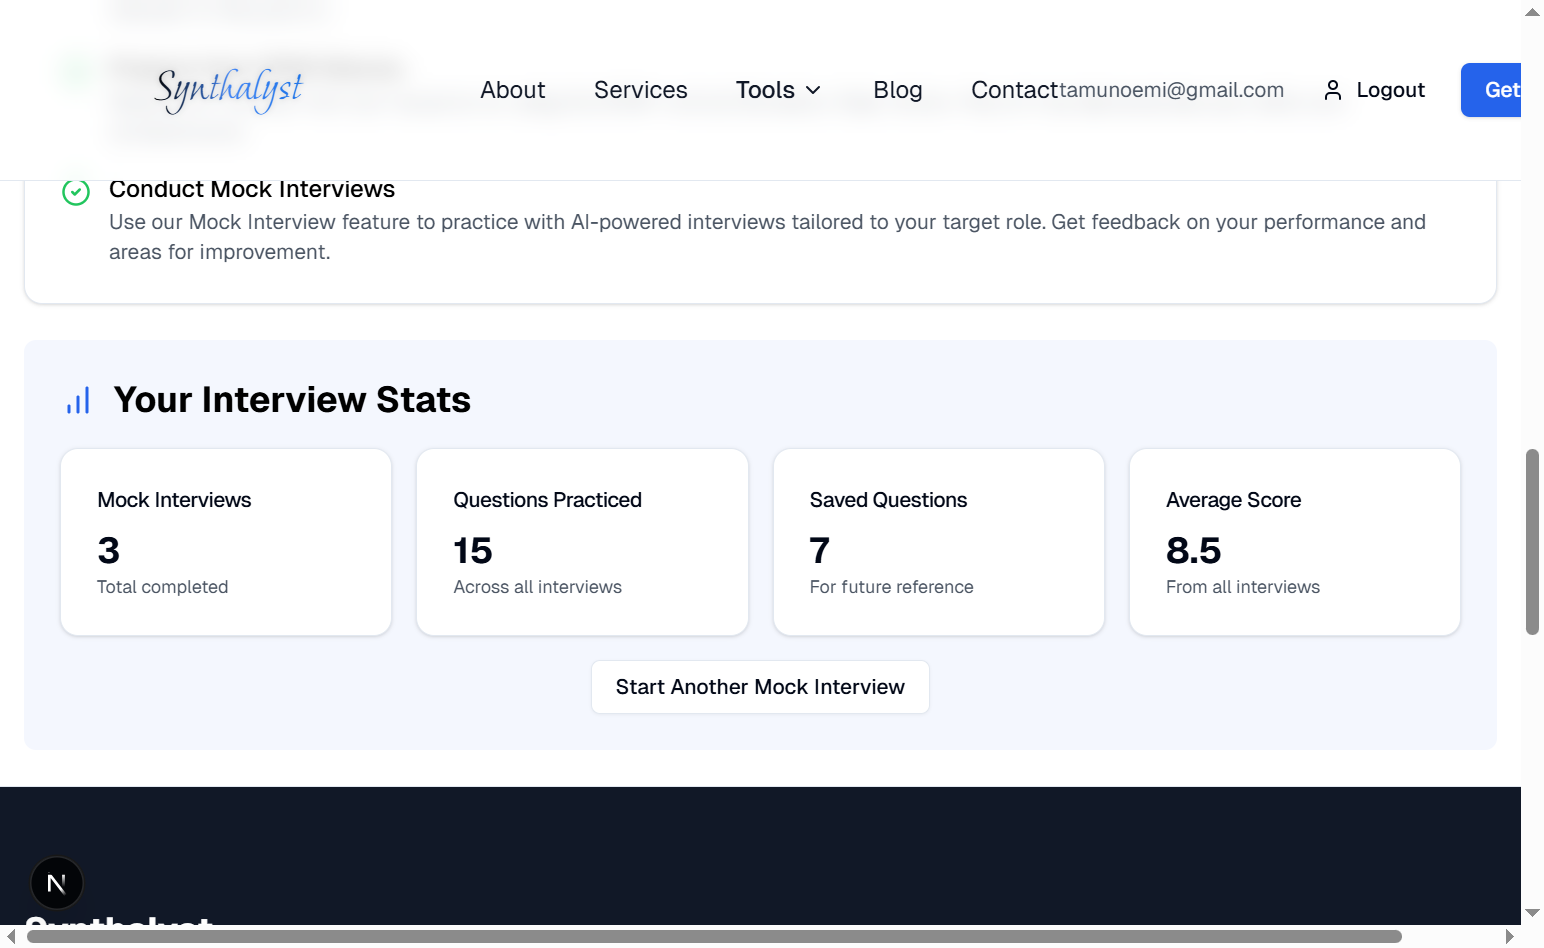 Synthalyst
About
Services
Tools
Blog
Contact
tamunoemi@gmail.com
Logout
Get
Conduct Mock Interviews
Use our Mock Interview feature to practice with AI-powered interviews tailored to your target role. Get feedback on your performance and
areas for improvement.
Your Interview Stats
Mock Interviews
3
Total completed
Questions Practiced
15
Across all interviews
Saved Questions
7
For future reference
Average Score
8.5
From all interviews
Start Another Mock Interview
N
Synthalyst